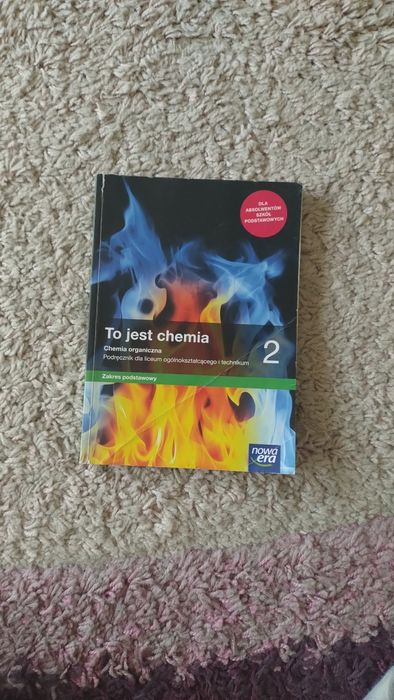 DLA
ABSOLWENTÓW
SZKÓŁ
PODSTAWOWYCH
To jest chemia
2
Chemia organiczna
Podręcznik dla liceum ogólnokształcącego i technikum
Zakres podstawowy
nowa
era